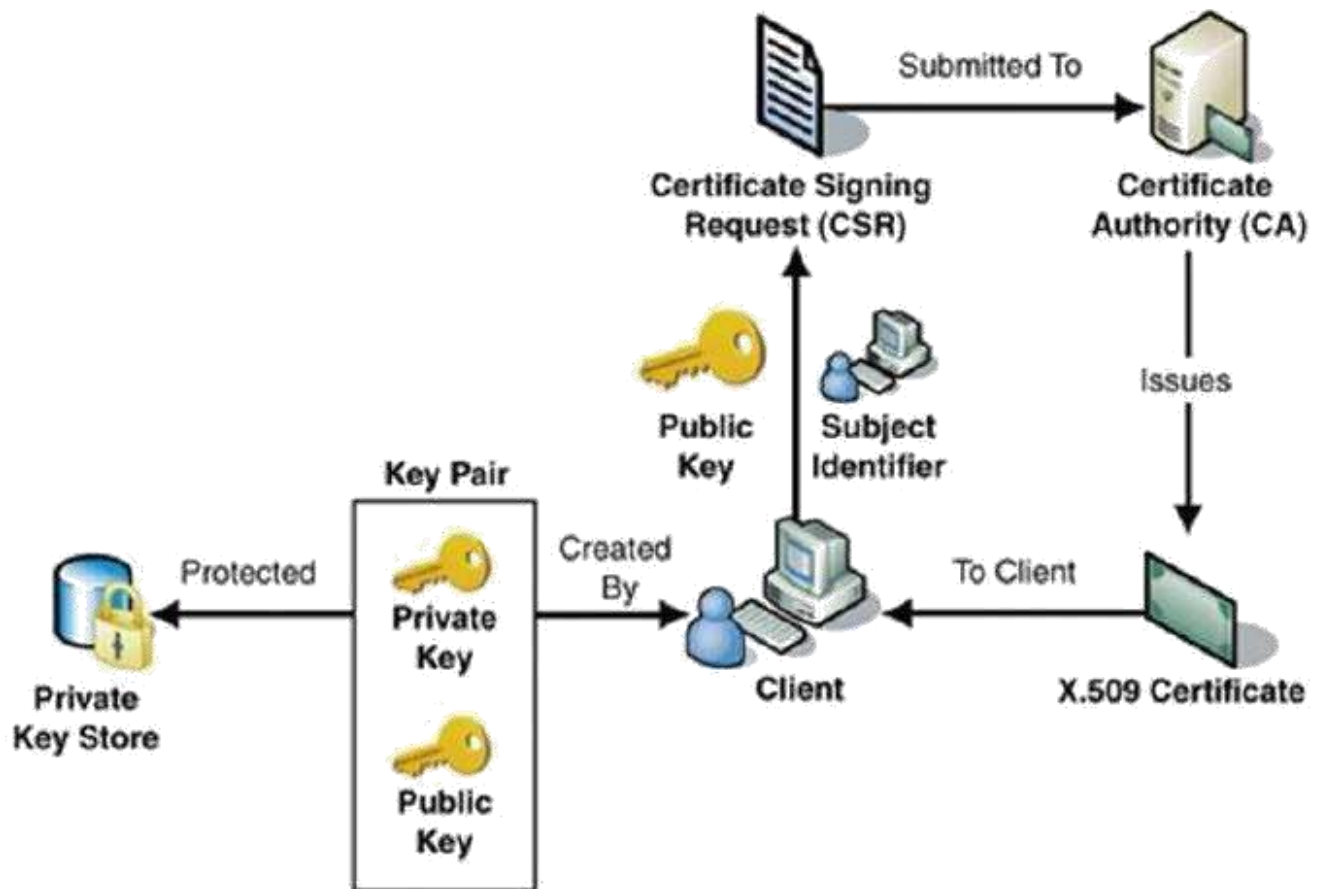 Submitted To
Certificate Signing
Request (CSR)
Certificate
Authority (CA)
Issues
Public
Key
Subject
Identifier
Key Pair
Protected
Private
Key
Created
By
To Client
Client
X.509 Certificate
Private
Key Store
Public
Key